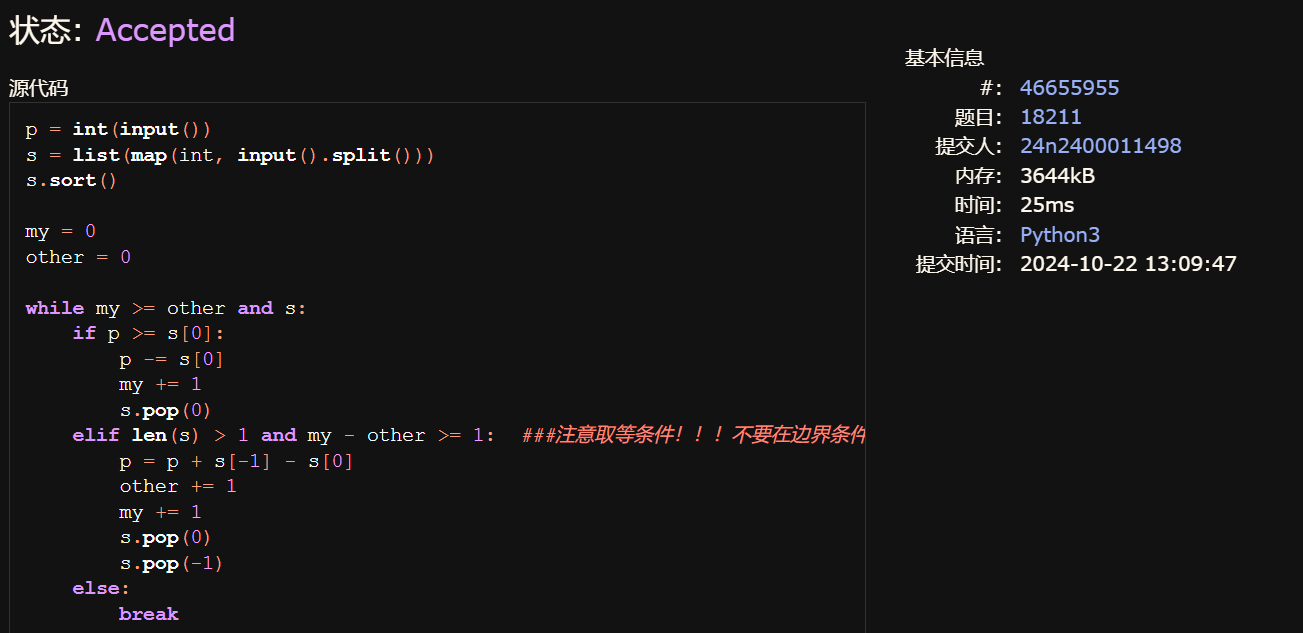 状态: Accepted
源代码
p = int(input())
s = list(map(int, input().split()))
s.sort()
my = 0
other = 0
while my >= other and s:
    if p >= s[0]:
        p -= s[0]
        my += 1
        s.pop(0)
    elif len(s) > 1 and my - other >= 1:  ###注意取等条件！！！不要在边界条件
        p = p + s[-1] - s[0]
        other += 1
        my += 1
        s.pop(0)
        s.pop(-1)
    else:
        break
基本信息
#: 46655955
题目: 18211
提交人: 24n2400011498
内存: 3644kB
时间: 25ms
语言: Python3
提交时间: 2024-10-22 13:09:47